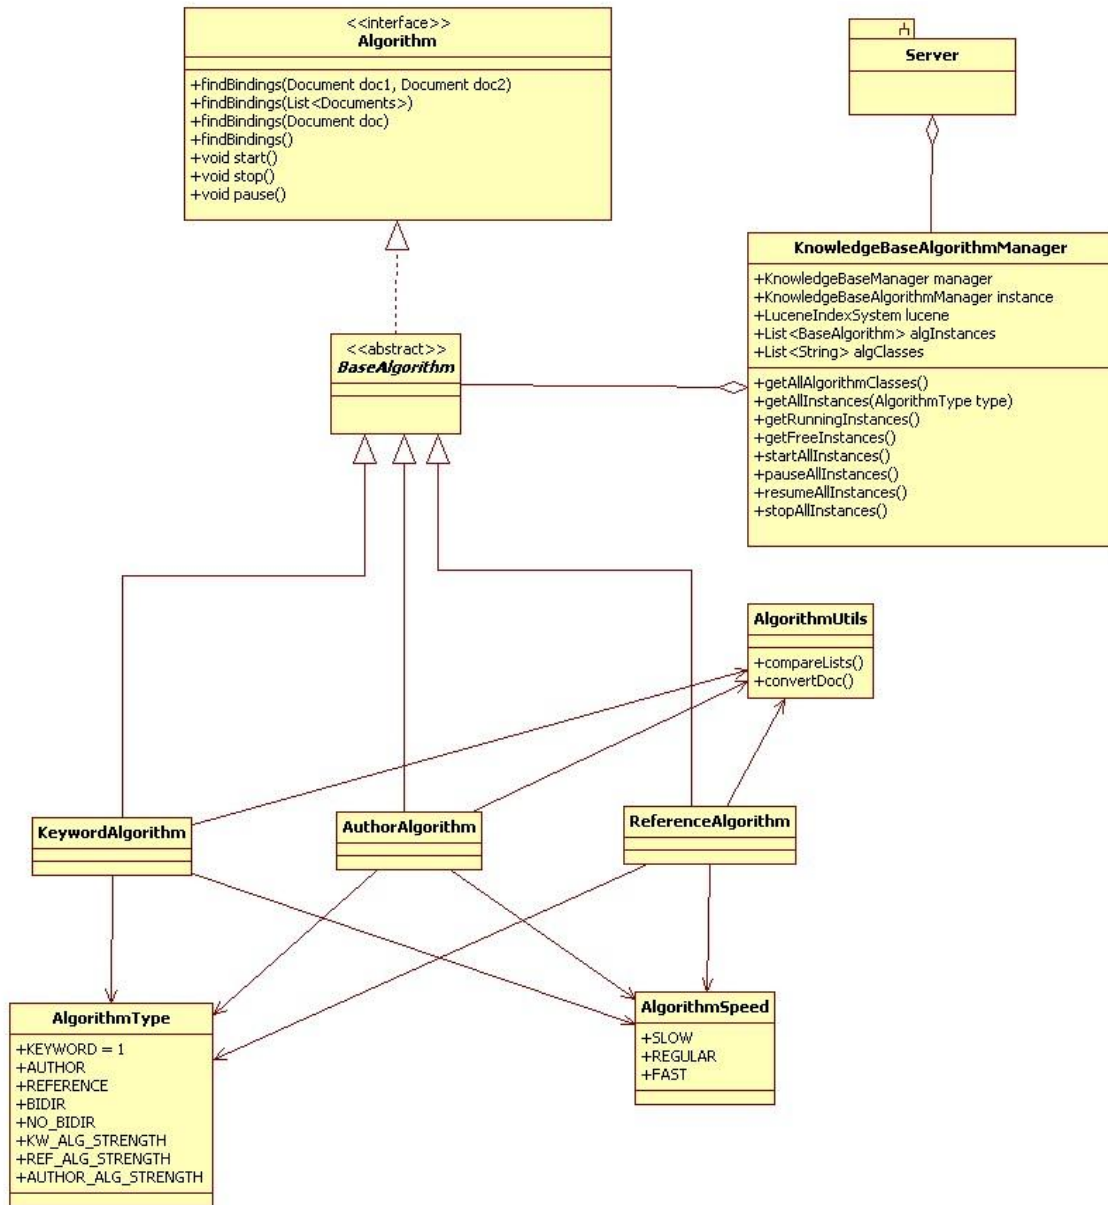 <<interface>>
Algorithm
+findBindings(Document doc1, Document doc2)
+findBindings(List<Documents>)
+findBindings(Document doc)
+findBindings()
+void start()
+void stop()
+void pause()
Server
KnowledgeBaseAlgorithmManager
+KnowledgeBaseManager manager
+KnowledgeBaseAlgorithmManager instance
+LuceneIndexSystem lucene
+List<BaseAlgorithm> algInstances
+List<String> algClasses
+getAllAlgorithmClasses()
+getAllInstances(AlgorithmType type)
+getRunningInstances()
+getFreeInstances()
+startAllInstances()
+pauseAllInstances()
+resumeAllInstances()
+stopAllInstances()
<<abstract>>
BaseAlgorithm
AlgorithmUtils
+compareLists()
+convertDoc()
KeywordAlgorithm
AuthorAlgorithm
ReferenceAlgorithm
AlgorithmType
+KEYWORD = 1
+AUTHOR
+REFERENCE
+BIDIR
+NO_BIDIR
+KW_ALG_STRENGTH
+REF_ALG_STRENGTH
+AUTHOR_ALG_STRENGTH
AlgorithmSpeed
+SLOW
+REGULAR
+FAST